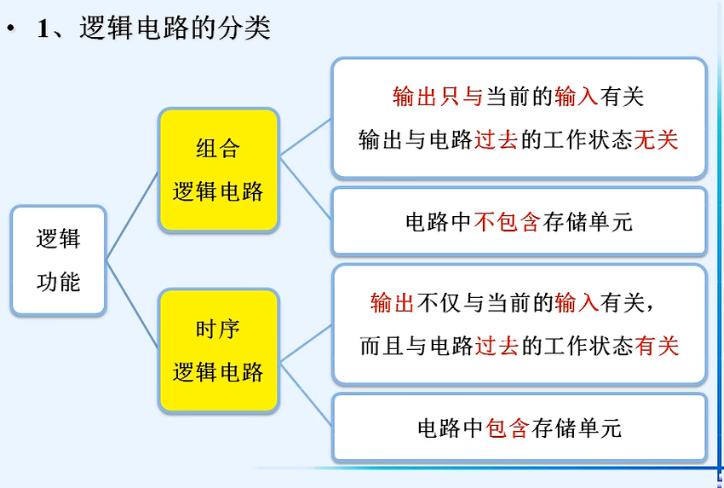 • 1、逻辑电路的分类
逻辑
功能
组合
逻辑电路
输出只与当前的输入有关
输出与电路过去的工作状态无关
电路中不包含存储单元
时序
逻辑电路
输出不仅与当前的输入有关，
而且与电路过去的工作状态有关
电路中包含存储单元